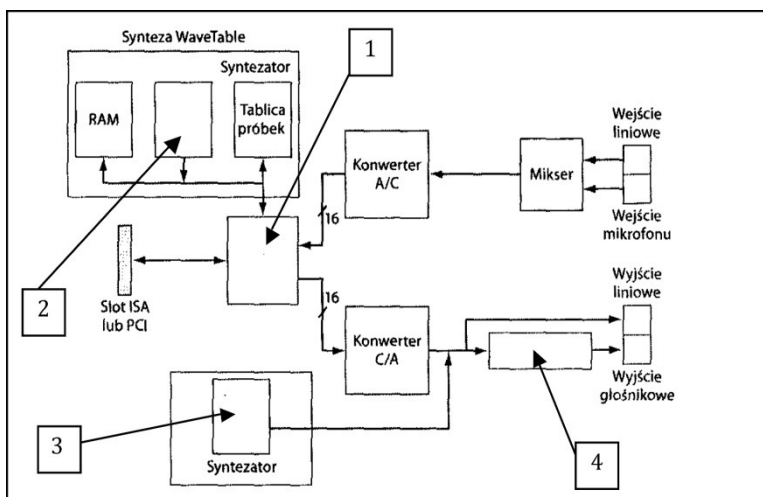 Synteza WaveTable
1
Syntezator
RAM
Tablica
próbek
Wejście
liniowe
Konwerter
A/C
Mikser
16
Wejście
mikrofonu
2
Slot ISA
lub PCI
16
Wyjście
liniowe
Konwerter
C/A
Wyjście
głośnikowe
3
Syntezator
4